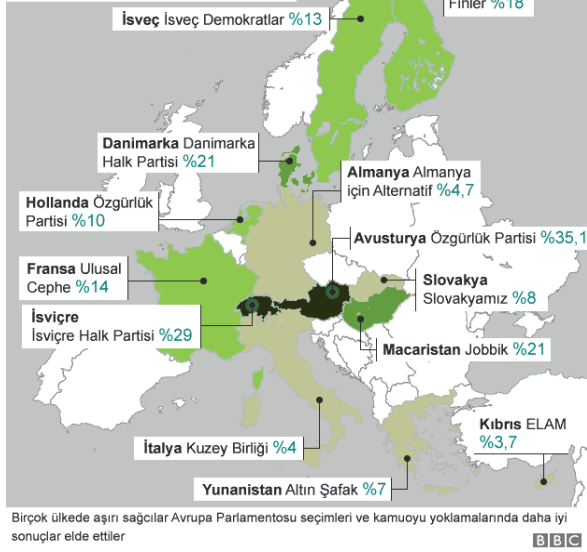 Finler %18
İsveç İsveç Demokratlar %13
Danimarka Danimarka
Halk Partisi %21
Almanya Almanya
için Alternatif %4,7
Hollanda Özgürlük
Partisi %10
Avusturya Özgürlük Partisi %35,1
Fransa Ulusal
Cephe %14
Slovakya
Slovakyamız %8
İsviçre
İsviçre Halk Partisi %29
Macaristan Jobbik %21
Kıbrıs ELAM
%3,7
İtalya Kuzey Birliği %4
Yunanistan Altın Şafak %7
Birçok ülkede aşırı sağcılar Avrupa Parlamentosu seçimleri ve kamuoyu yoklamalarında daha iyi
sonuçlar elde ettiler
BBC